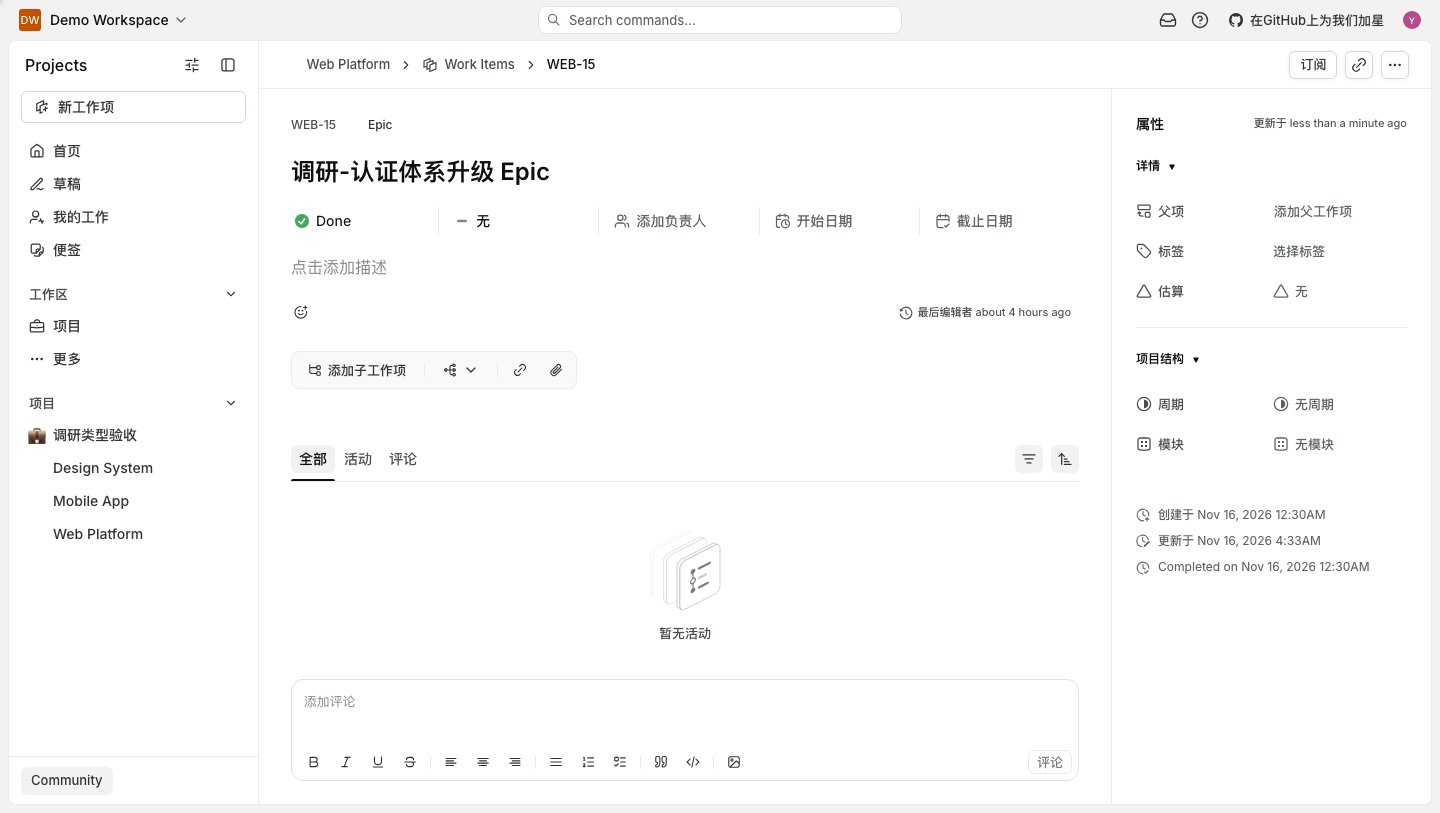 DW Demo Workspace
Search commands...
在GitHub上为我们加星
Y
Projects
新工作项
首页
草稿
我的工作
便签
工作区
项目
更多
项目
调研类型验收
Design System
Mobile App
Web Platform
Community
Web Platform
Work Items
WEB-15
订阅
WEB-15
Epic
调研-认证体系升级 Epic
Done
无
添加负责人
开始日期
截止日期
点击添加描述
最后编辑者 about 4 hours ago
添加子工作项
全部
活动
评论
暂无活动
添加评论
评论
属性
更新于 less than a minute ago
详情
父项
添加父工作项
标签
选择标签
估算
无
项目结构
周期
无周期
模块
无模块
创建于 Nov 16, 2026 12:30AM
更新于 Nov 16, 2026 4:33AM
Completed on Nov 16, 2026 12:30AM